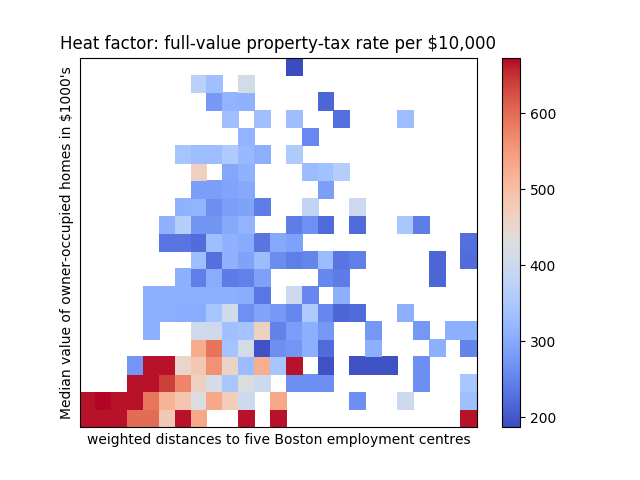 Heat factor: full-value property-tax rate per $10,000
Median value of owner-occupied homes in $1000's
weighted distances to five Boston employment centres
600
500
400
300
200